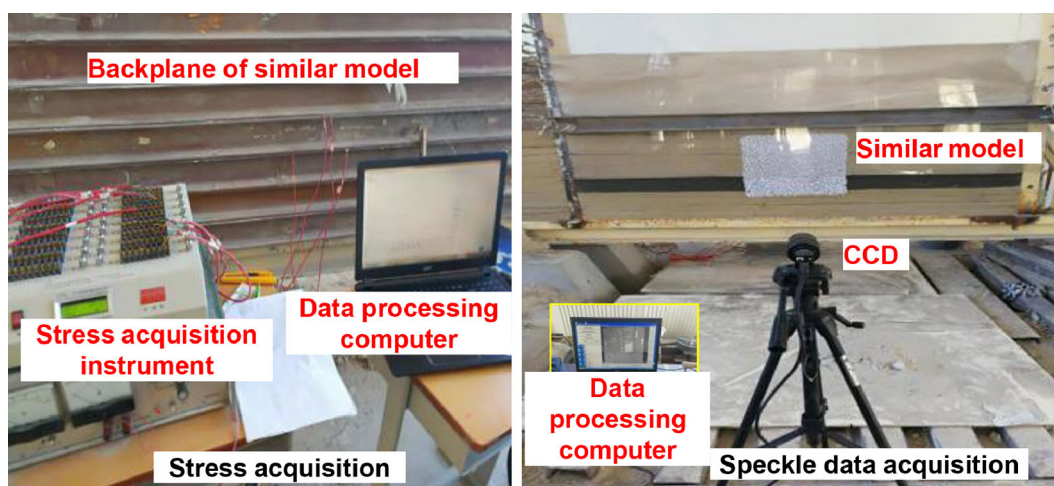 Backplane of similar model
Stress acquisition
instrument
Data processing
computer
Stress acquisition
Similar model
CCD
Data
processing
computer
Speckle data acquisition